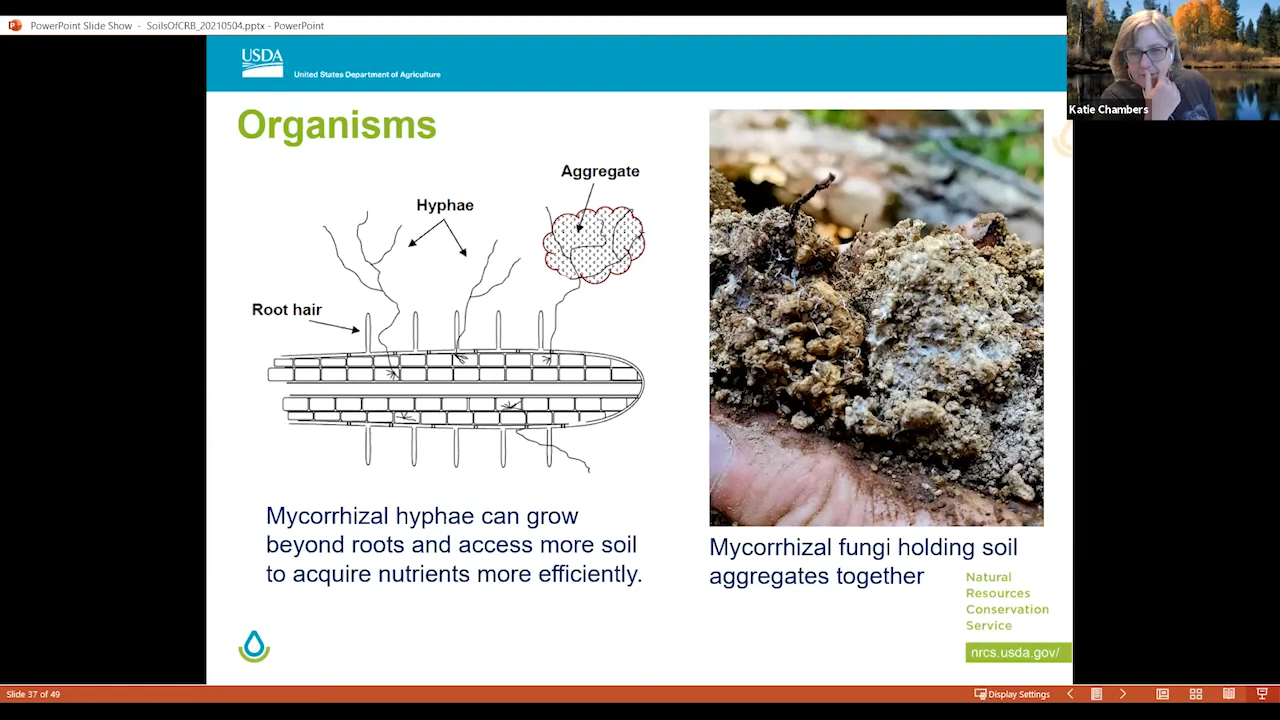 PowerPoint Slide Show - SoilsOfCRB_20210504.pptx - PowerPoint
Katie Chambers
USDA
United States Department of Agriculture
Organisms
Aggregate
Hyphae
Root hair
Mycorrhizal hyphae can grow
beyond roots and access more soil
to acquire nutrients more efficiently.
Mycorrhizal fungi holding soil
aggregates together
Natural
Resources
Conservation
Service
nrcs.usda.gov/
Slide 37 of 49
Display Settings